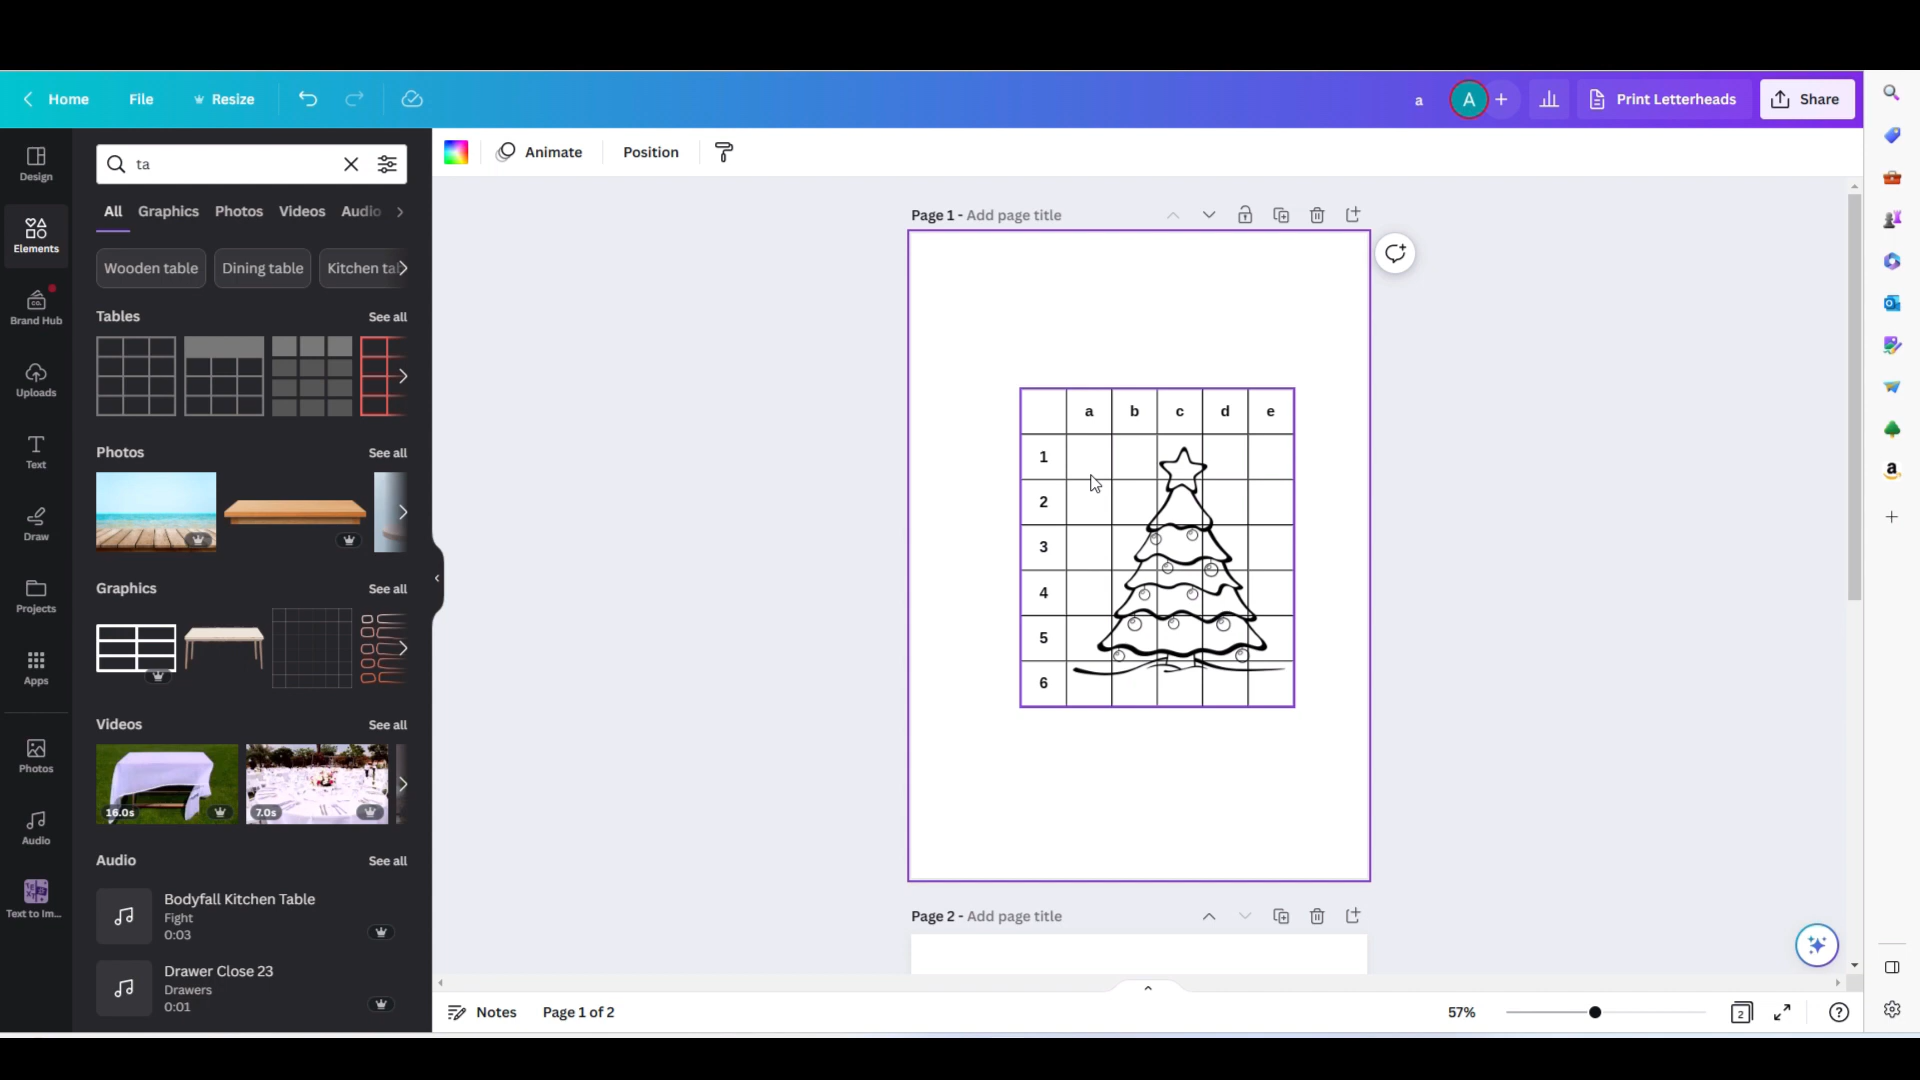 Home File Resize
a A + Print Letterheads Share
ta
Animate Position
Design
Elements
Brand Hub
CO.
Uploads
Text
Draw
Projects
Apps
Photos
Audio
Text to Im...
All Graphics Photos Videos Audio
Wooden table Dining table Kitchen tal
Tables See all
Photos See all
Graphics See all
Videos See all
16.0s 7.0s
Audio See all
Bodyfall Kitchen Table
Fight
0:03
Drawer Close 23
Drawers
0:01
Page 1 - Add page title
a b c d e
1
2
3
4
5
6
Page 2 - Add page title
Notes Page 1 of 2 57% 2 ?
a